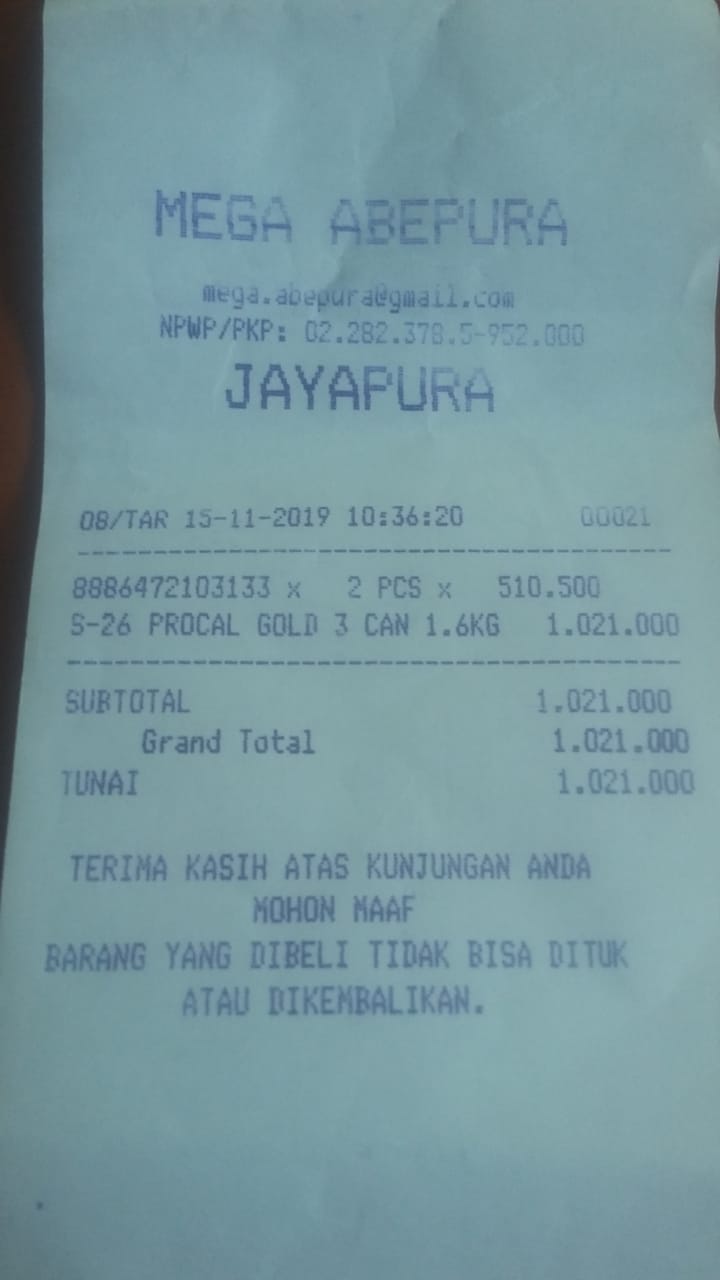 MEGA ABEPURA
mega.abepura@gmail.com
NPWP/PKP: 02.282.378.5-952.000
JAYAPURA
08/TAR 15-11-2019 10:36:20 00021
8886472103133 x 2 PCS x 510.500
S-26 PROCAL GOLD 3 CAN 1.6KG 1.021.000
SUBTOTAL 1.021.000
Grand Total 1.021.000
TUNAI 1.021.000
TERIMA KASIH ATAS KUNJUNGAN ANDA
MOHON MAAF
BARANG YANG DIBELI TIDAK BISA DITUK
ATAU DIKEMBALIKAN.